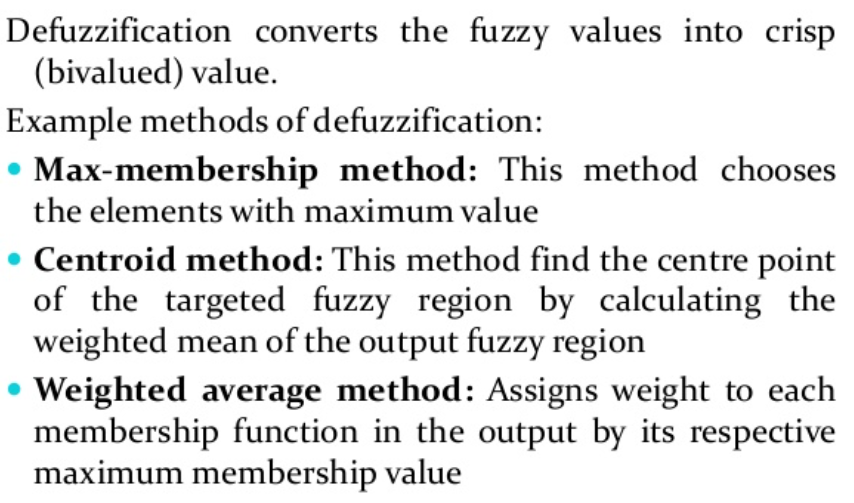 Defuzzification converts the fuzzy values into crisp
(bivalued) value.
Example methods of defuzzification:
• Max-membership method: This method chooses
the elements with maximum value
• Centroid method: This method find the centre point
of the targeted fuzzy region by calculating the
weighted mean of the output fuzzy region
• Weighted average method: Assigns weight to each
membership function in the output by its respective
maximum membership value